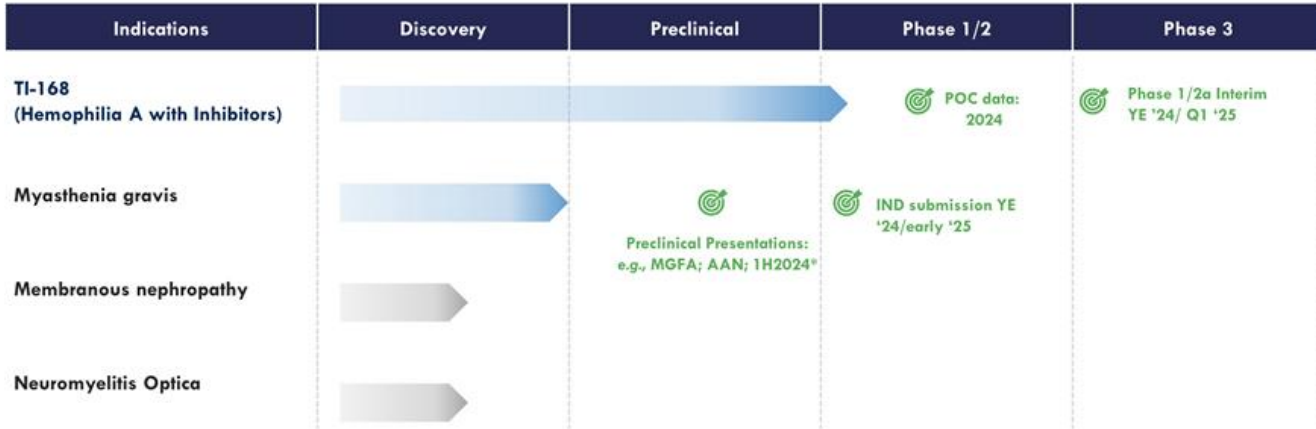 Indications
Discovery
Preclinical
Phase 1/2
Phase 3
TI-168
(Hemophilia A with Inhibitors)
POC data:
2024
Phase 1/2a Interim
YE '24/ Q1 ‘25
Myasthenia gravis
Preclinical Presentations:
e.g., MGFA; AAN; 1H2024*
IND submission YE
‘24/early ‘25
Membranous nephropathy
Neuromyelitis Optica